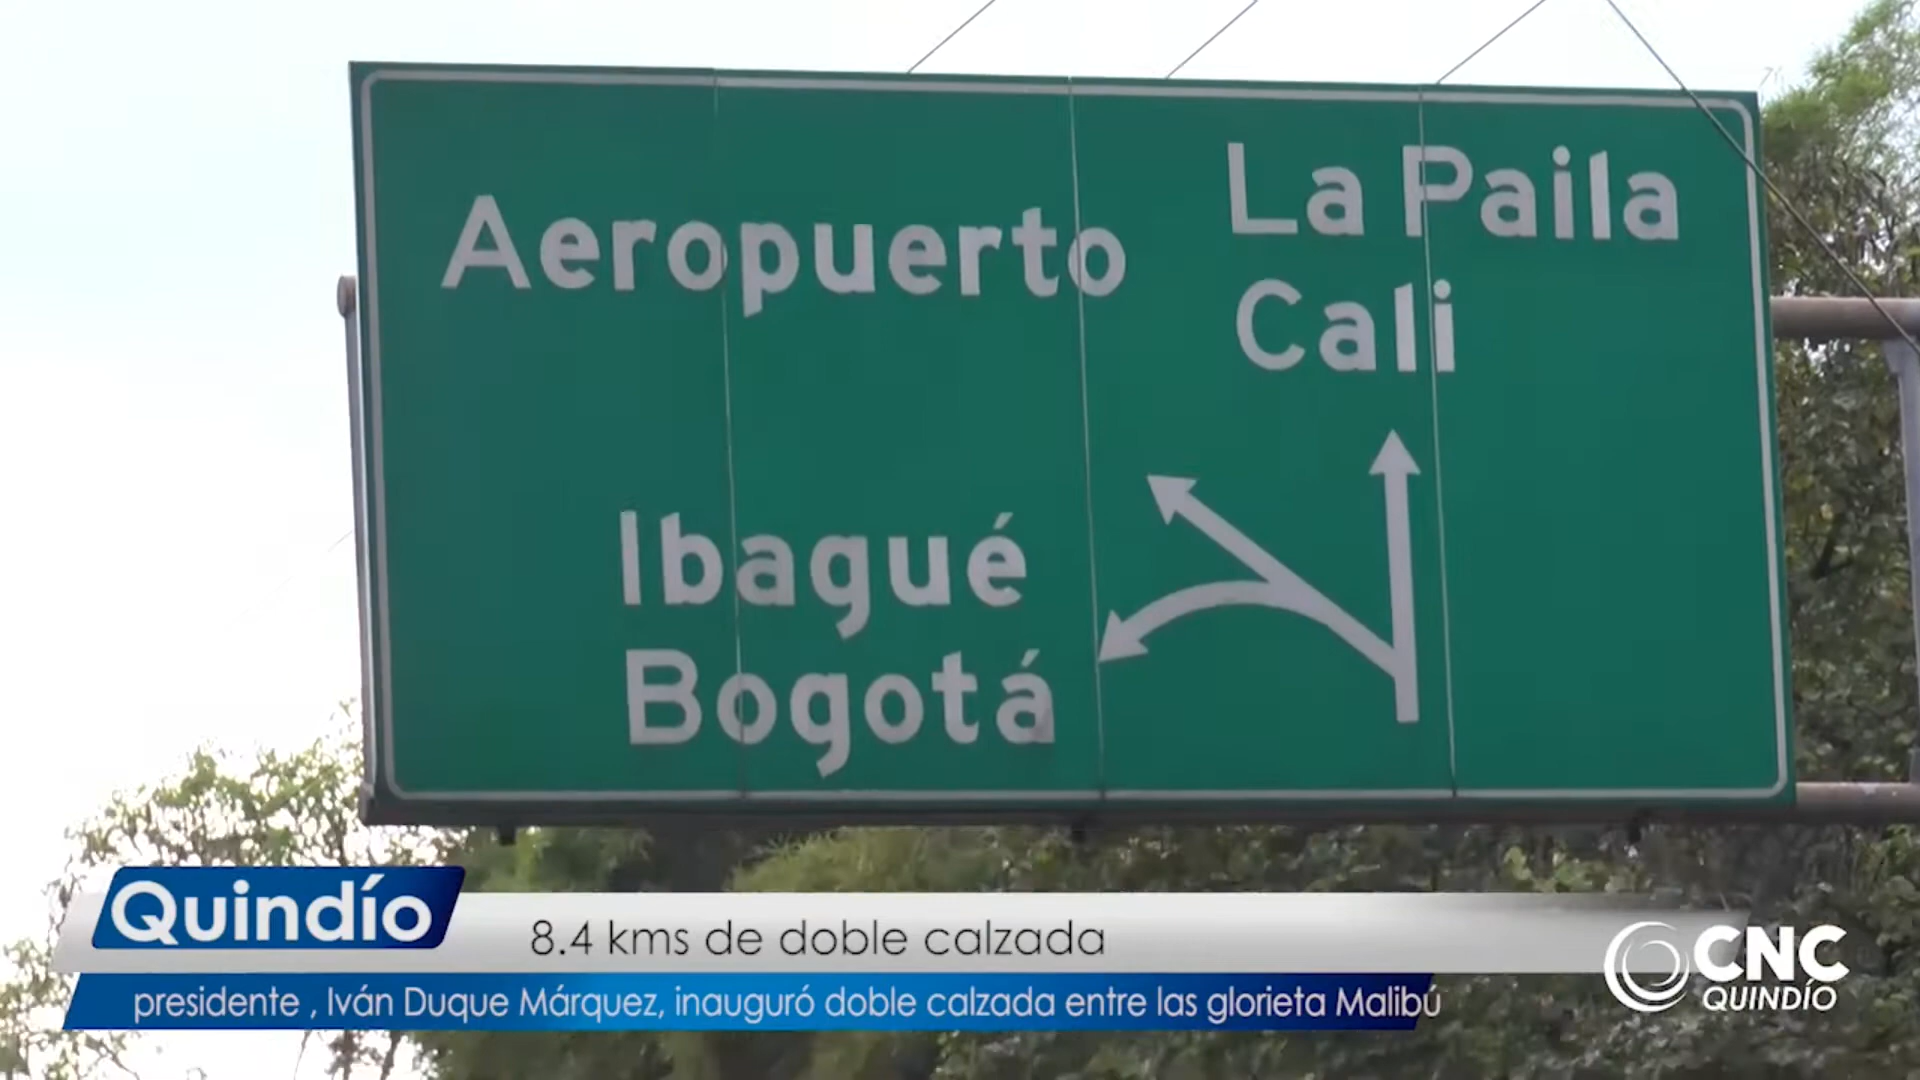 Aeropuerto
La Paila
Cali
Ibagué
Bogotá
Quindío
8.4 kms de doble calzada
presidente , Iván Duque Márquez, inauguró doble calzada entre las glorieta Malibú
CNC
QUINDÍO